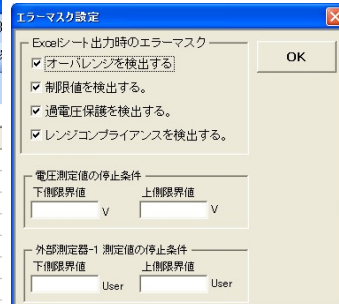 エラーマスク設定
Excelシート出力時のエラーマスク
オーバレンジを検出する
OK
制限値を検出する。
過電圧保護を検出する。
レンジコンプライアンスを検出する。
電圧測定値の停止条件
下側限界値 上側限界値
V V
外部測定器-1 測定値の停止条件
下側限界値 上側限界値
User User